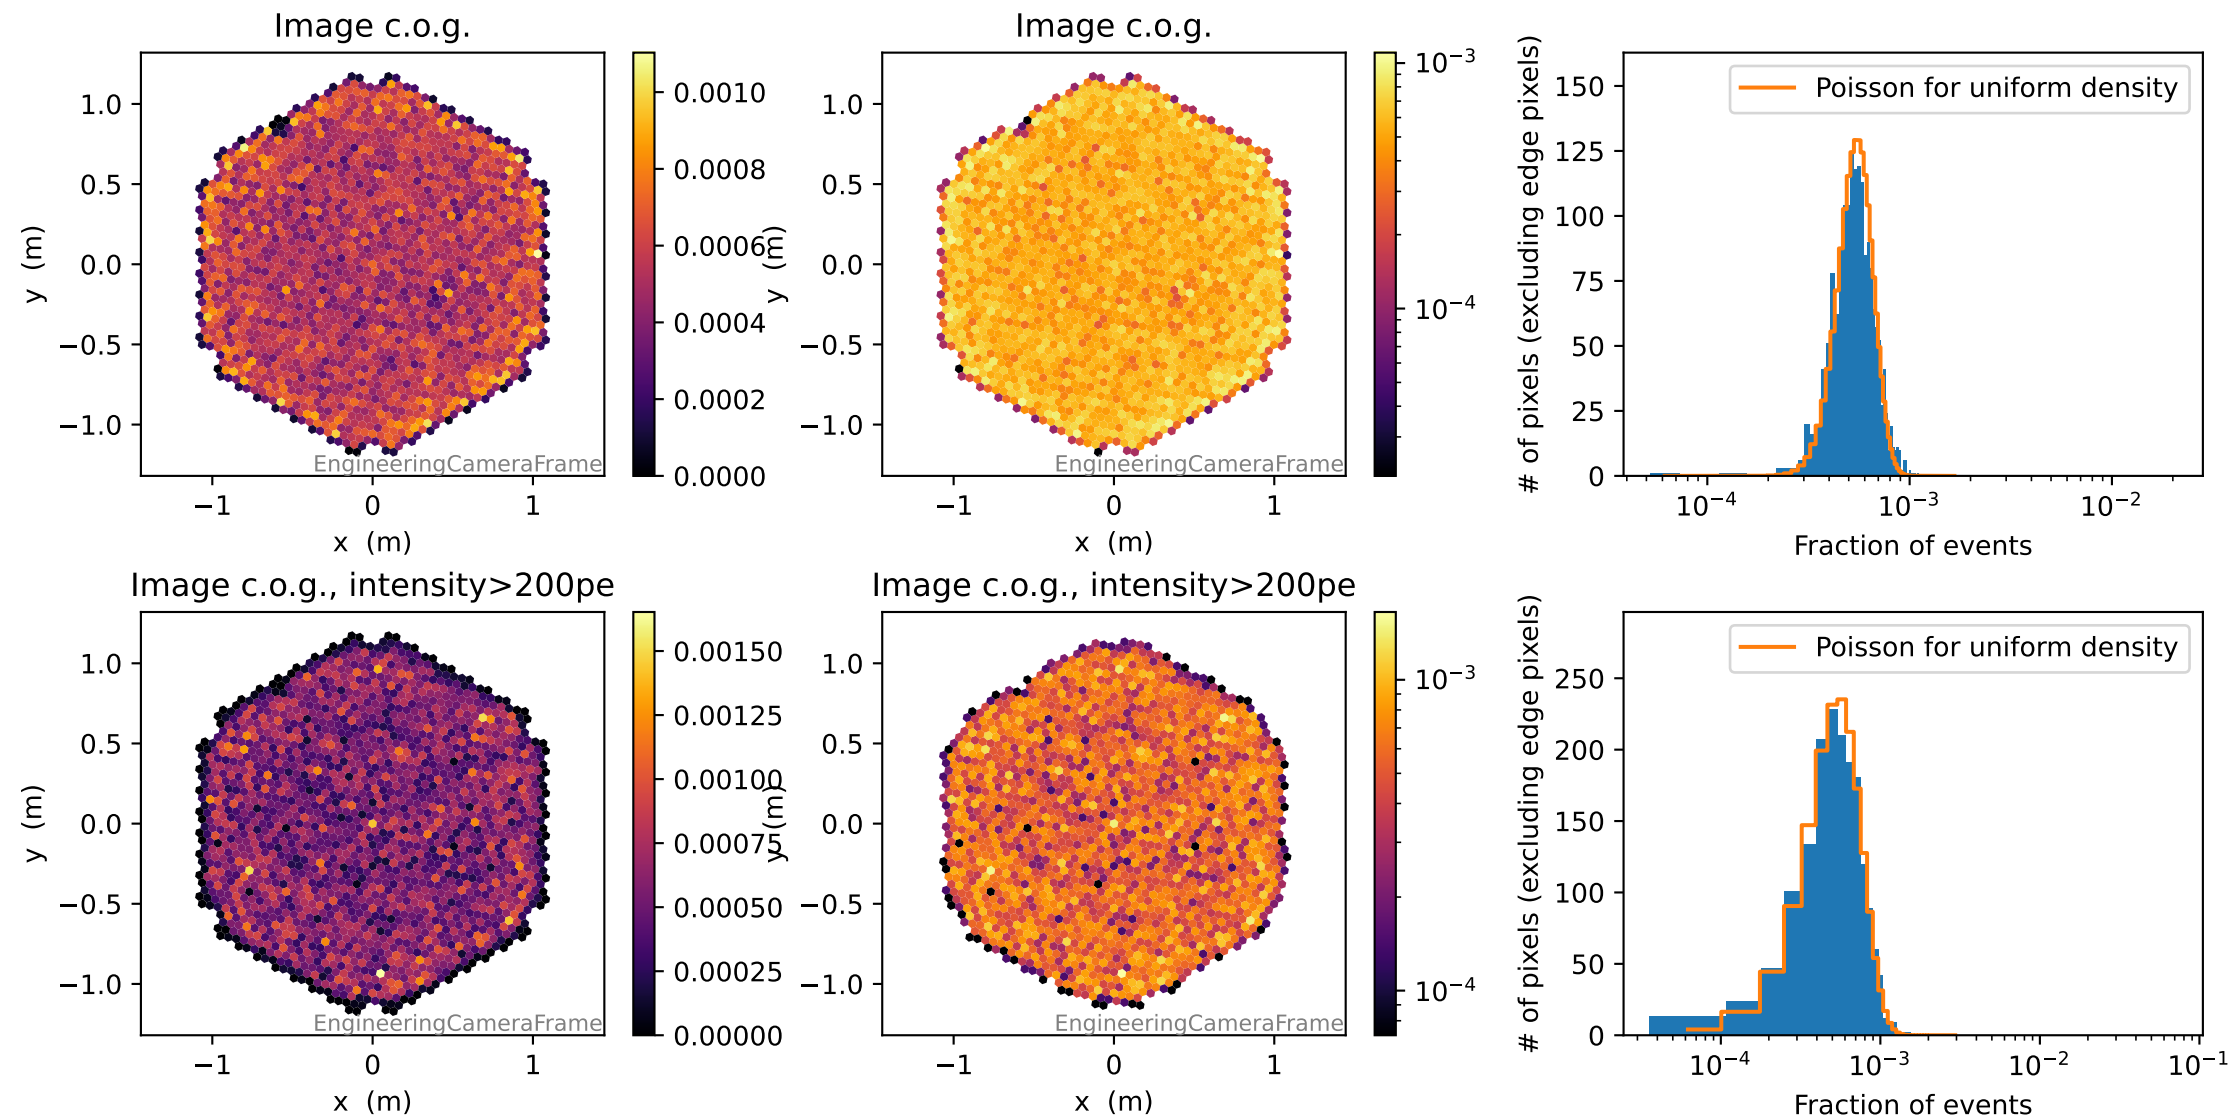 Image c.o.g.
1.0
0.5
0.0
−0.5
−1.0
y (m)
−1 0 1
x (m)
EngineeringCameraFrame
0.0010
0.0008
0.0006
0.0004
0.0002
0.0000
Image c.o.g.
1.0
0.5
0.0
−0.5
−1.0
y (m)
−1 0 1
x (m)
EngineeringCameraFrame
10−3
10−4
Poisson for uniform density
150
125
100
75
50
25
0
# of pixels (excluding edge pixels)
10−4 10−3 10−2
Fraction of events
Image c.o.g., intensity>200pe
1.0
0.5
0.0
−0.5
−1.0
y (m)
−1 0 1
x (m)
EngineeringCameraFrame
0.00150
0.00125
0.00100
0.00075
0.00050
0.00025
0.00000
Image c.o.g., intensity>200pe
1.0
0.5
0.0
−0.5
−1.0
y (m)
−1 0 1
x (m)
EngineeringCameraFrame
10−3
10−4
Poisson for uniform density
250
200
150
100
50
0
# of pixels (excluding edge pixels)
10−4 10−3 10−2 10−1
Fraction of events